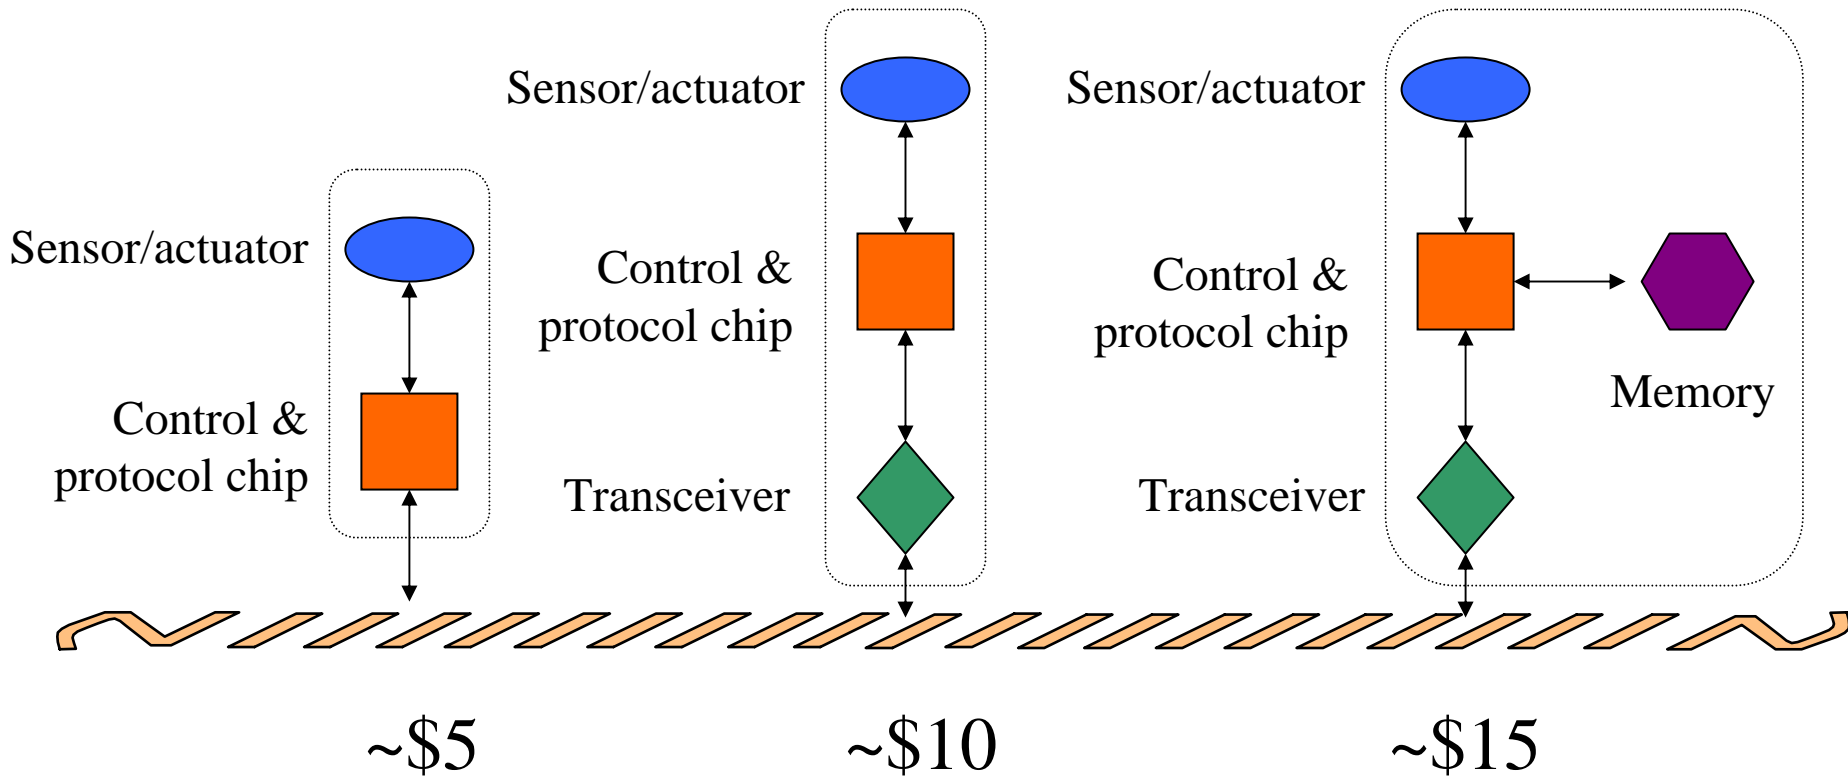 Sensor/actuator
Control &
protocol chip
Sensor/actuator
Control &
protocol chip
Transceiver
Sensor/actuator
Control &
protocol chip
Memory
Transceiver
~$5
~$10
~$15